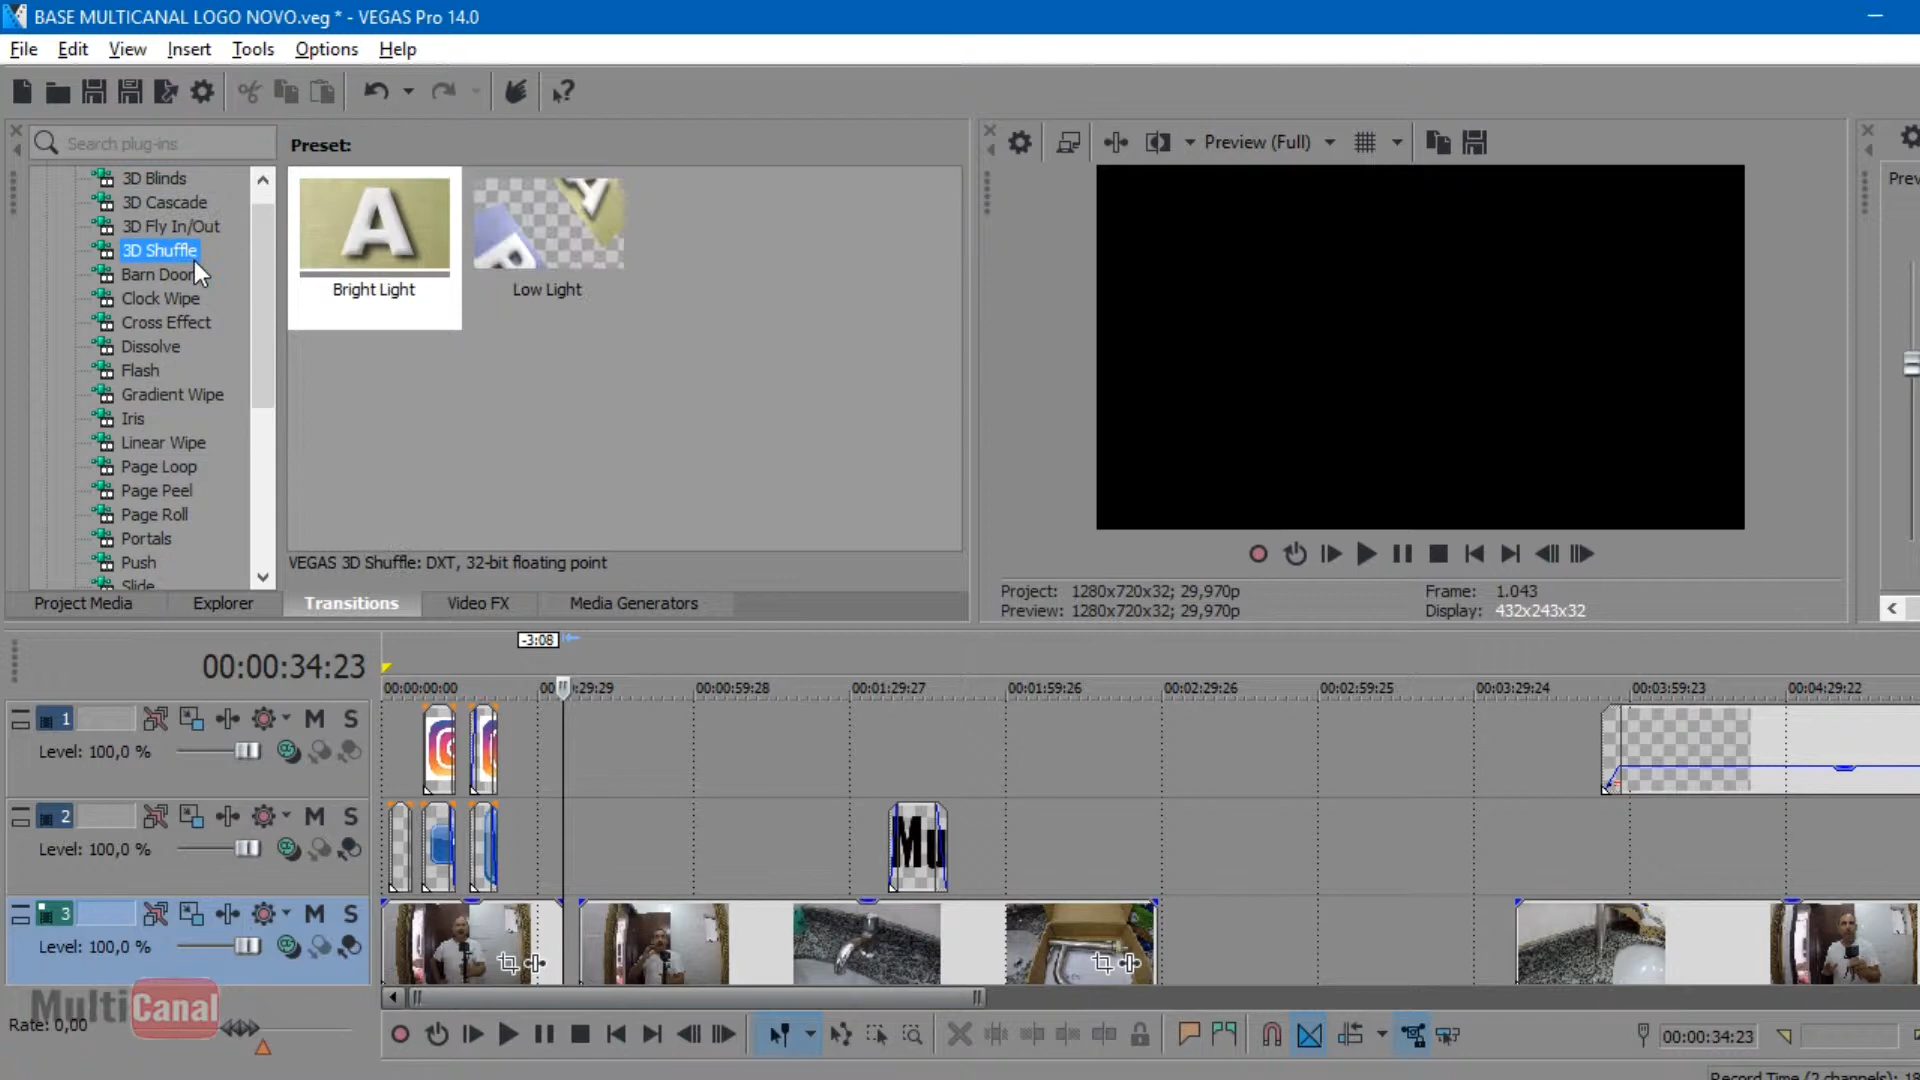 BASE MULTICANAL LOGO NOVO.veg * - VEGAS Pro 14.0
File Edit View Insert Tools Options Help
Search plug-ins
Preset:
Preview (Full)
3D Blinds
3D Cascade
3D Fly In/Out
3D Shuffle
Barn Door
Clock Wipe
Cross Effect
Dissolve
Flash
Gradient Wipe
Iris
Linear Wipe
Page Loop
Page Peel
Page Roll
Portals
Push
Slide
A
Bright Light
Low Light
VEGAS 3D Shuffle: DXT, 32-bit floating point
Project Media Explorer Transitions Video FX Media Generators
Project: 1280x720x32; 29,970p
Preview: 1280x720x32; 29,970p
Frame: 1.043
Display: 432x243x32
-3:08
00:00:34:23
00:00:00:00 :29:29 00:00:59:28 00:01:29:27 00:01:59:26 00:02:29:26 00:02:59:25 00:03:29:24 00:03:59:23 00:04:29:22
1 M S
Level: 100,0 %
2 M S
Level: 100,0 %
Mu
3 M S
Level: 100,0 %
MultiCanal
Rate: 0,00
00:00:34:23